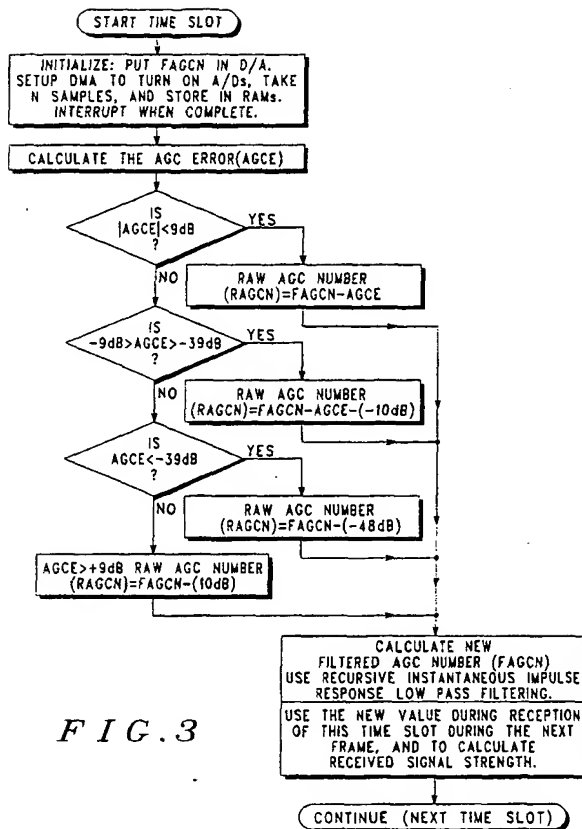 START TIME SLOT
INITIALIZE: PUT FAGCN IN D/A.
SETUP DMA TO TURN ON A/Ds, TAKE
N SAMPLES, AND STORE IN RAMs.
INTERRUPT WHEN COMPLETE.
CALCULATE THE AGC ERROR(AGCE)
IS
|AGCE|<9dB
?
YES
NO
RAW AGC NUMBER
(RAGCN)=FAGCN-AGCE
IS
-9dB>AGCE>-39dB
?
YES
NO
RAW AGC NUMBER
(RAGCN)=FAGCN-AGCE-(-10dB)
IS
AGCE<-39dB
?
YES
NO
RAW AGC NUMBER
(RAGCN)=FAGCN-(-48dB)
AGCE>+9dB RAW AGC NUMBER
(RAGCN)=FAGCN-(10dB)
CALCULATE NEW
FILTERED AGC NUMBER (FAGCN)
USE RECURSIVE INSTANTANEOUS IMPULSE
RESPONSE LOW PASS FILTERING.
USE THE NEW VALUE DURING RECEPTION
OF THIS TIME SLOT DURING THE NEXT
FRAME, AND TO CALCULATE
RECEIVED SIGNAL STRENGTH.
CONTINUE (NEXT TIME SLOT)
FIG.3